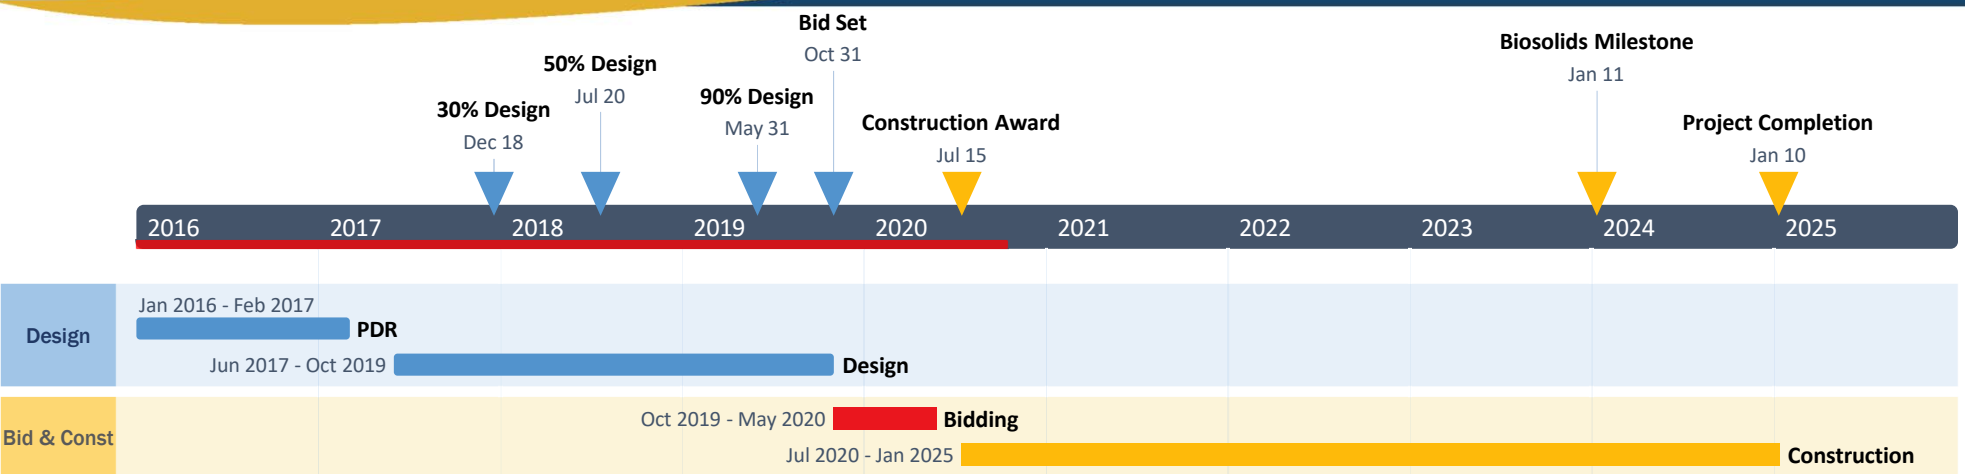 Bid Set
Oct 31
Biosolids Milestone
Jan 11
50% Design
Jul 20
30% Design
Dec 18
90% Design
May 31
Construction Award
Jul 15
Project Completion
Jan 10
2016 2017 2018 2019 2020 2021 2022 2023 2024 2025
Design
Jan 2016 - Feb 2017
PDR
Jun 2017 - Oct 2019 Design
Bid & Const
Oct 2019 - May 2020 Bidding
Jul 2020 - Jan 2025 Construction